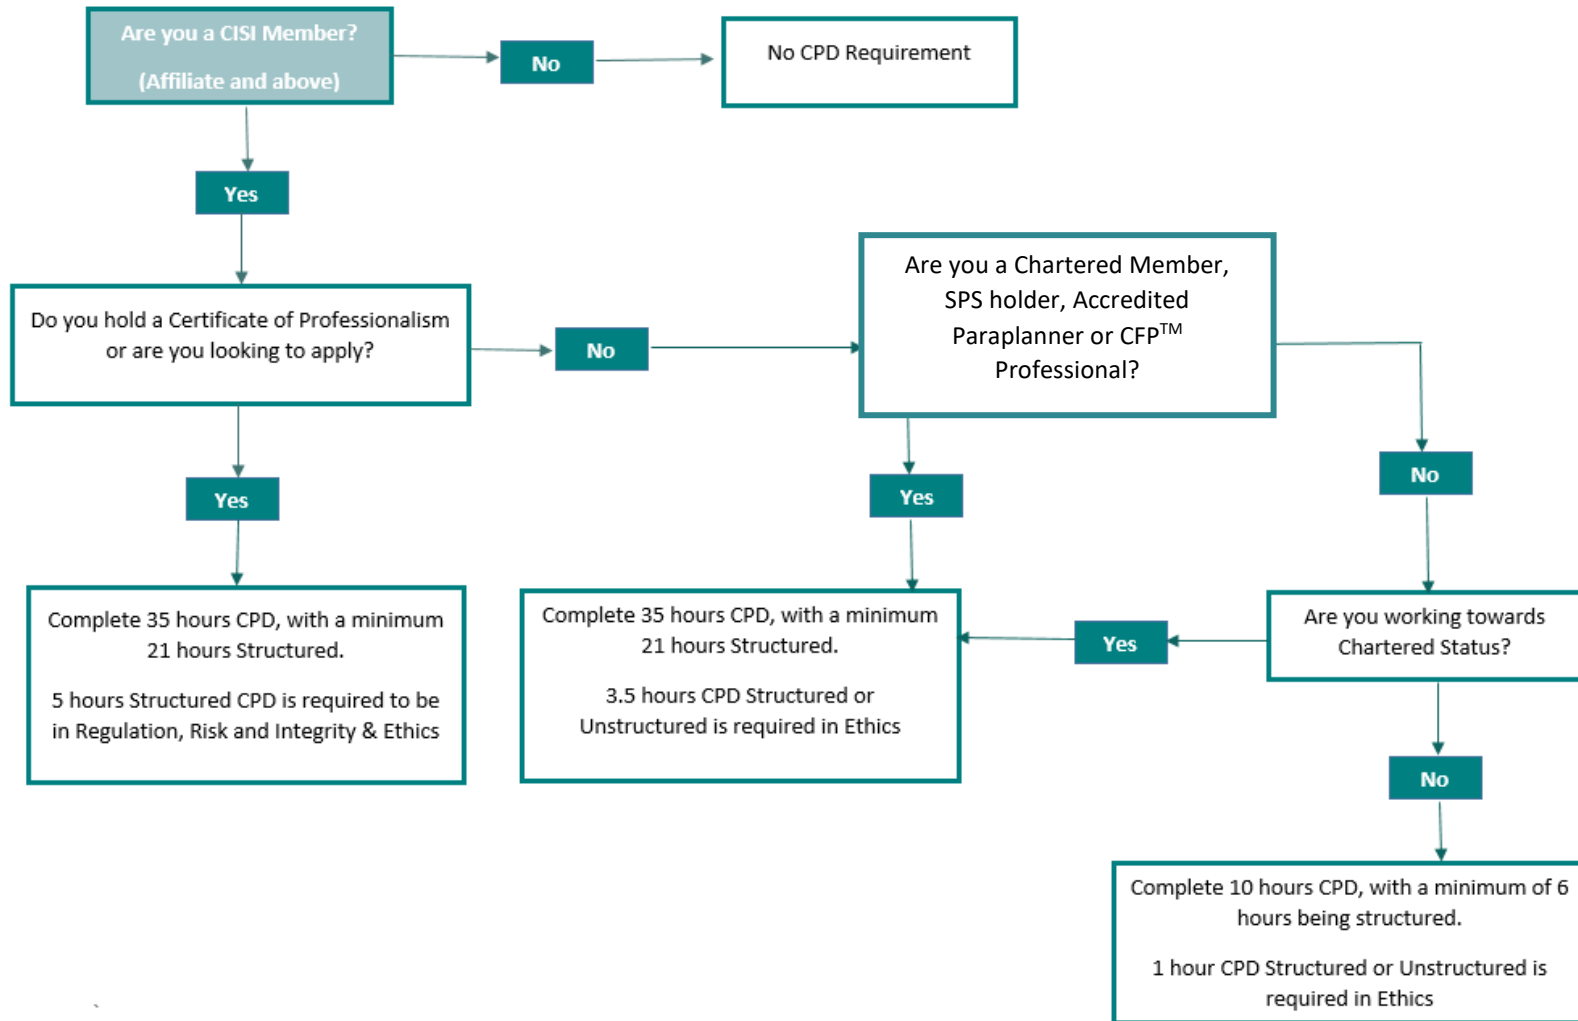 Are you a CISI Member?
(Affiliate and above)
No
No CPD Requirement
Yes
Do you hold a Certificate of Professionalism
or are you looking to apply?
No
Are you a Chartered Member,
SPS holder, Accredited
Paraplanner or CFP™
Professional?
Yes
Yes
No
Complete 35 hours CPD, with a minimum
21 hours Structured.
5 hours Structured CPD is required to be
in Regulation, Risk and Integrity & Ethics
Complete 35 hours CPD, with a minimum
21 hours Structured.
3.5 hours CPD Structured or
Unstructured is required in Ethics
Yes
Are you working towards
Chartered Status?
No
Complete 10 hours CPD, with a minimum of 6
hours being structured.
1 hour CPD Structured or Unstructured is
required in Ethics